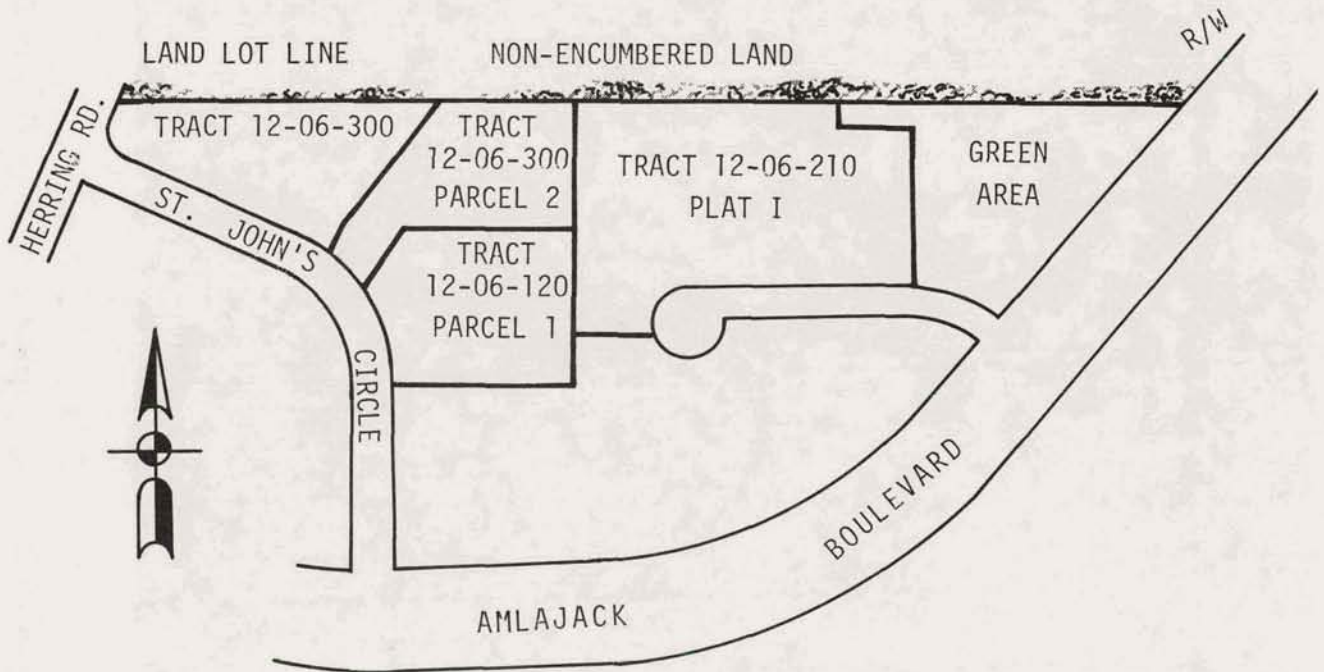 LAND LOT LINE
NON-ENCUMBERED LAND
R/W
HERRING RD.
TRACT 12-06-300
TRACT
12-06-300
PARCEL 2
TRACT 12-06-210
PLAT I
GREEN
AREA
ST. JOHN'S
CIRCLE
TRACT
12-06-120
PARCEL 1
AMLAJACK
BOULEVARD